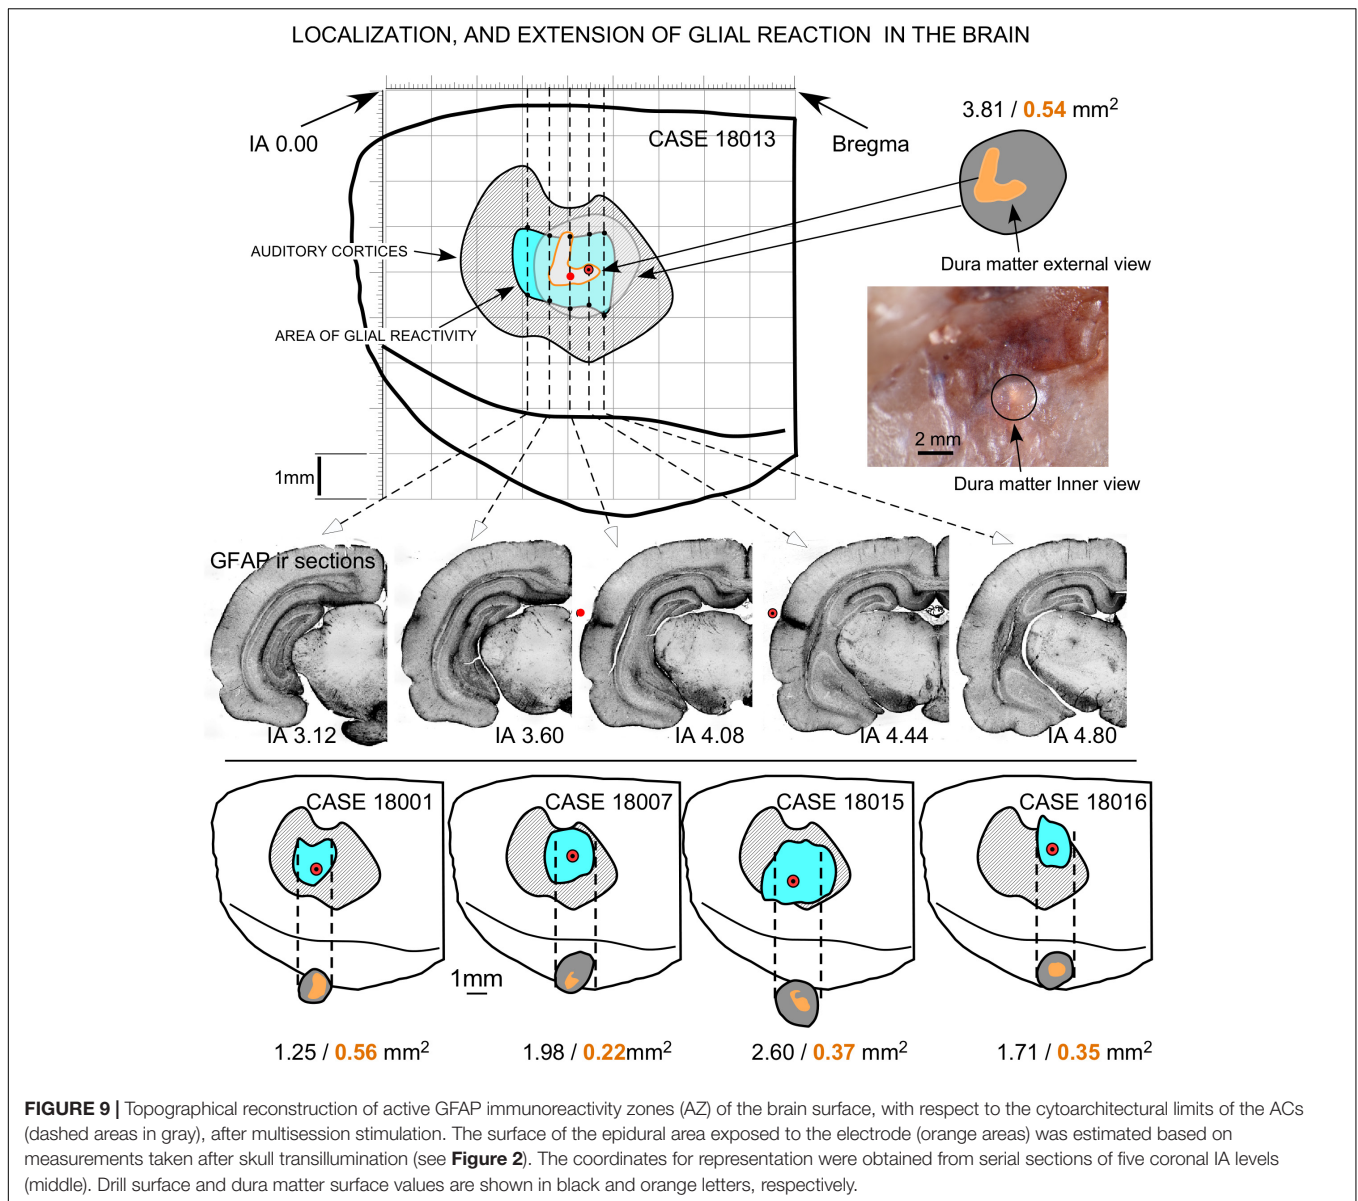 LOCALIZATION, AND EXTENSION OF GLIAL REACTION IN THE BRAIN
IA 0.00
CASE 18013
Bregma
3.81 / 0.54 mm²
AUDITORY CORTICES
AREA OF GLIAL REACTIVITY
Dura matter external view
2 mm
Dura matter Inner view
1mm
GFAP ir sections
IA 3.12
IA 3.60
IA 4.08
IA 4.44
IA 4.80
CASE 18001
CASE 18007
CASE 18015
CASE 18016
1mm
1.25 / 0.56 mm²
1.98 / 0.22mm²
2.60 / 0.37 mm²
1.71 / 0.35 mm²
FIGURE 9 | Topographical reconstruction of active GFAP immunoreactivity zones (AZ) of the brain surface, with respect to the cytoarchitectural limits of the ACs
(dashed areas in gray), after multisession stimulation. The surface of the epidural area exposed to the electrode (orange areas) was estimated based on
measurements taken after skull transillumination (see Figure 2). The coordinates for representation were obtained from serial sections of five coronal IA levels
(middle). Drill surface and dura matter surface values are shown in black and orange letters, respectively.